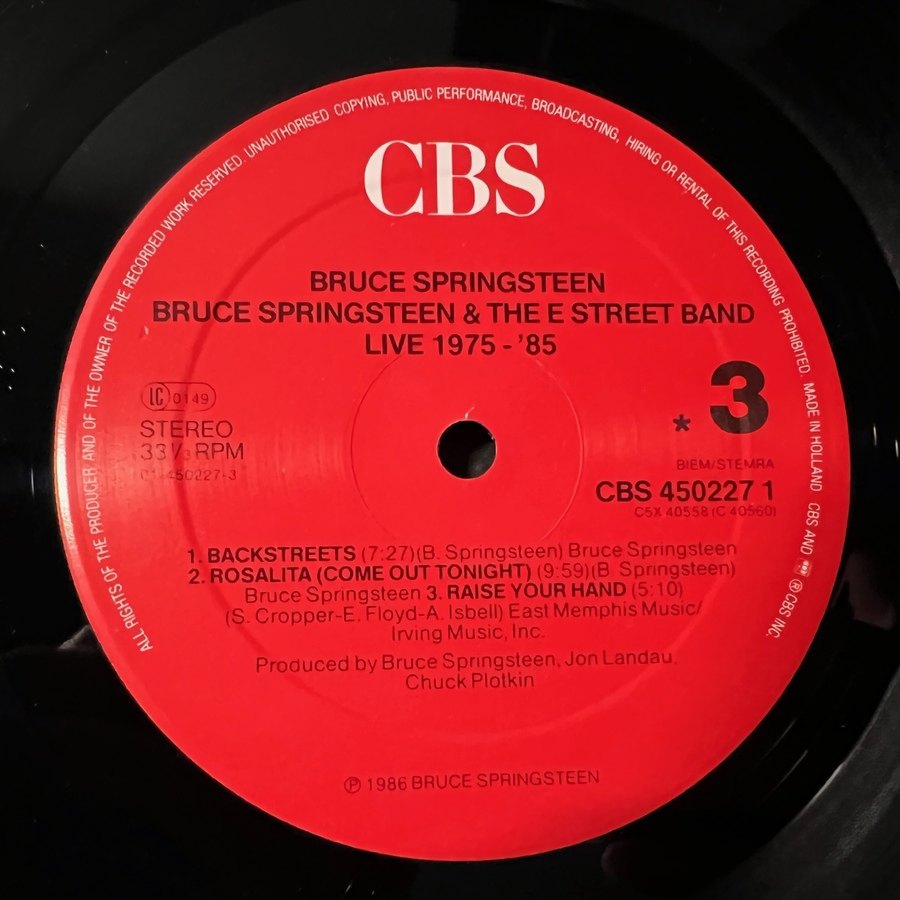 ALL RIGHTS OF THE PRODUCER AND OF THE OWNER OF THE RECORDED WORK RESERVED. UNAUTHORISED COPYING, PUBLIC PERFORMANCE, BROADCASTING, HIRING OR RENTAL OF THIS RECORDING PROHIBITED. MADE IN HOLLAND CBS AND ® CBS INC.
CBS
BRUCE SPRINGSTEEN
BRUCE SPRINGSTEEN & THE E STREET BAND
LIVE 1975 - '85
LC 0149
STEREO
33 1/3 RPM
01-450227-3
* 3
BIEM/STEMRA
CBS 450227 1
C5X 40558 (C 40560)
1. BACKSTREETS (7:27)(B. Springsteen) Bruce Springsteen
2. ROSALITA (COME OUT TONIGHT) (9:59)(B. Springsteen)
Bruce Springsteen 3. RAISE YOUR HAND (5:10)
(S. Cropper-E. Floyd-A. Isbell) East Memphis Music/
Irving Music, Inc.
Produced by Bruce Springsteen, Jon Landau,
Chuck Plotkin
℗ 1986 BRUCE SPRINGSTEEN